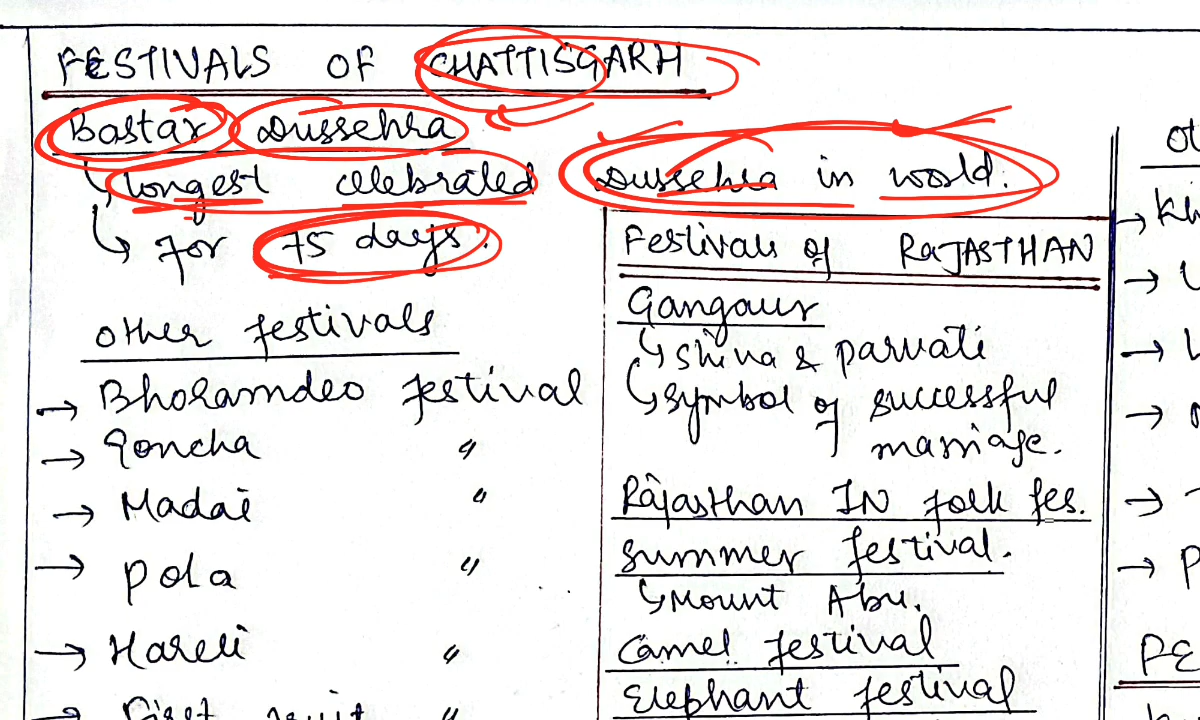 FESTIVALS OF CHATTISGARH
Bastar Dussehra
↳ longest celebrated Dussehra in world.
↳ for 75 days.
other festivals
→ Bhoramdeo festival
→ Goncha "
→ Madai "
→ Pola "
→ Hareli "
→ First fruit "
Festivals of RAJASTHAN
Gangaur
↳ Shiva & parvati
↳ symbol of successful
marriage.
Rajasthan IN folk fes.
summer festival.
↳ Mount Abu.
Camel festival
Elephant festival